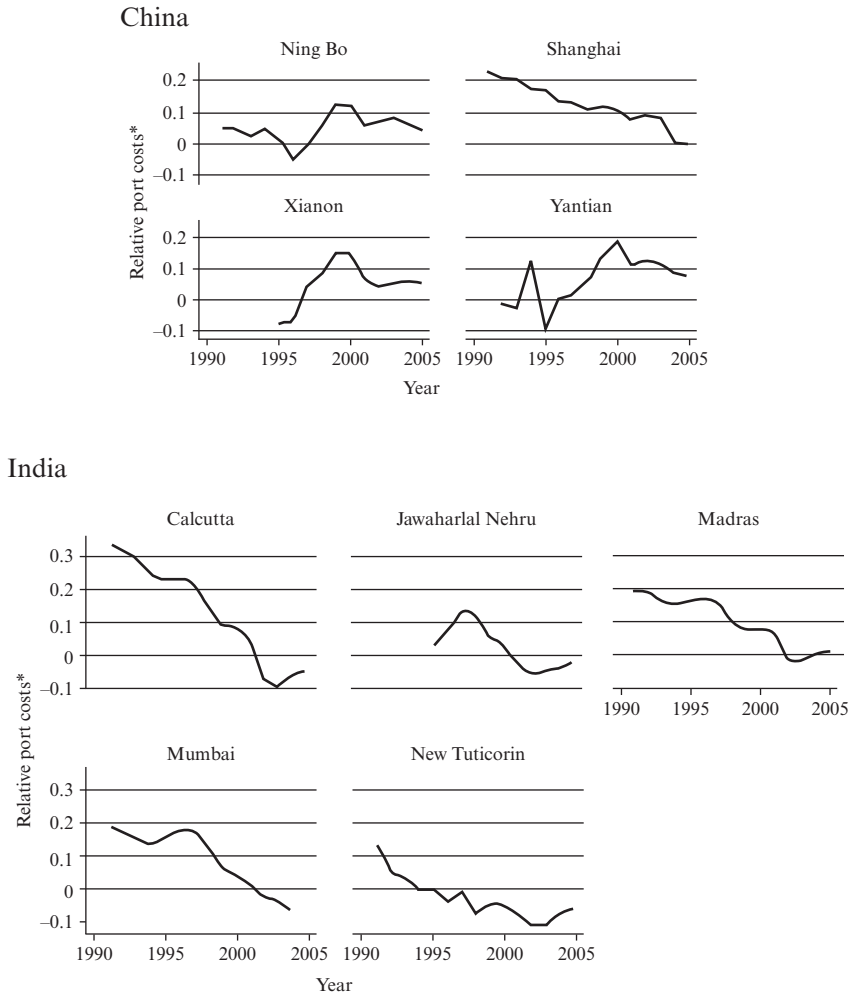 China
Ning Bo
Shanghai
0.2
0.1
0
–0.1
Xianon
Yantian
0.2
0.1
0
–0.1
Relative port costs*
1990 1995 2000 2005 1990 1995 2000 2005
Year
India
Calcutta
Jawaharlal Nehru
Madras
0.3
0.2
0.1
0
–0.1
1990 1995 2000 2005
Relative port costs*
Mumbai
New Tuticorin
0.3
0.2
0.1
0
–0.1
1990 1995 2000 2005 1990 1995 2000 2005
Year